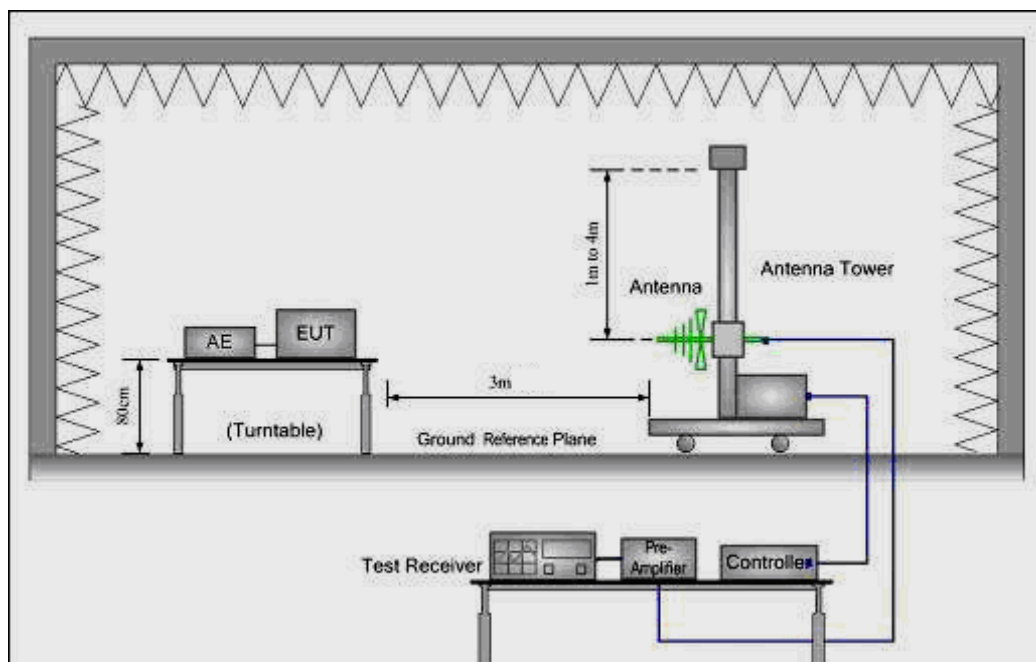 1m to 4m
Antenna
Antenna Tower
AE
EUT
80cm
3m
(Turntable)
Ground Reference Plane
Test Receiver
Pre-
Amplifier
Controller